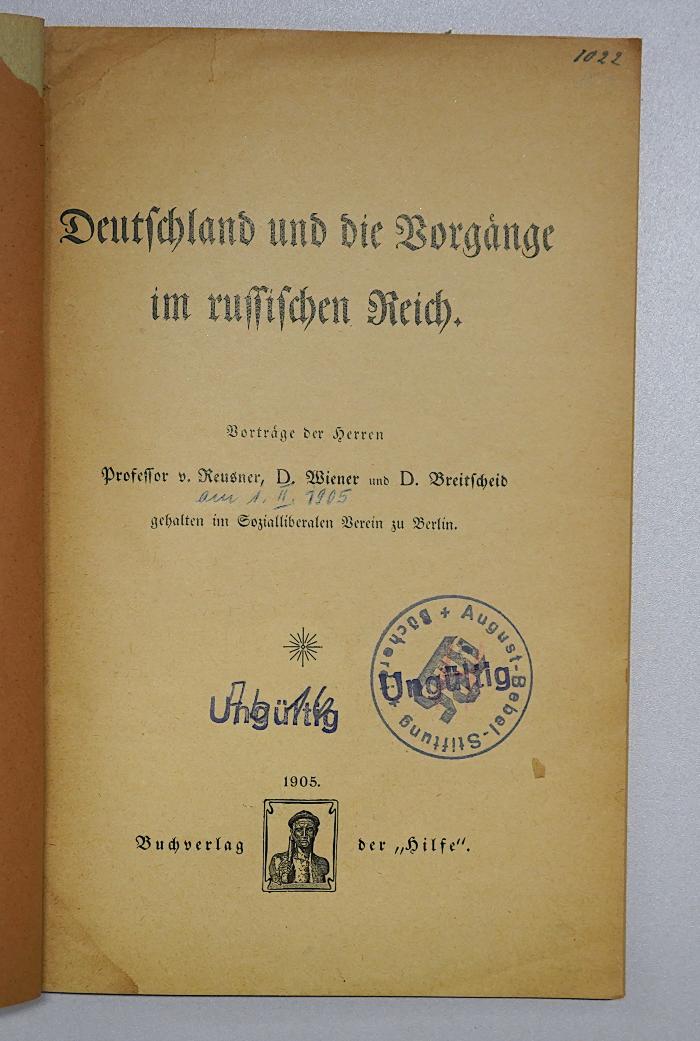 1022
Deutschland und die Vorgänge
im russischen Reich.
Vorträge der Herren
Professor v. Reusner, D. Wiener und D. Breitscheid
am 1. II. 1905
gehalten im Sozialliberalen Verein zu Berlin.
August-Bebel-Stiftung + Bücherei +
Ungültig
Ungültig
1905.
Buchverlag der „Hilfe".